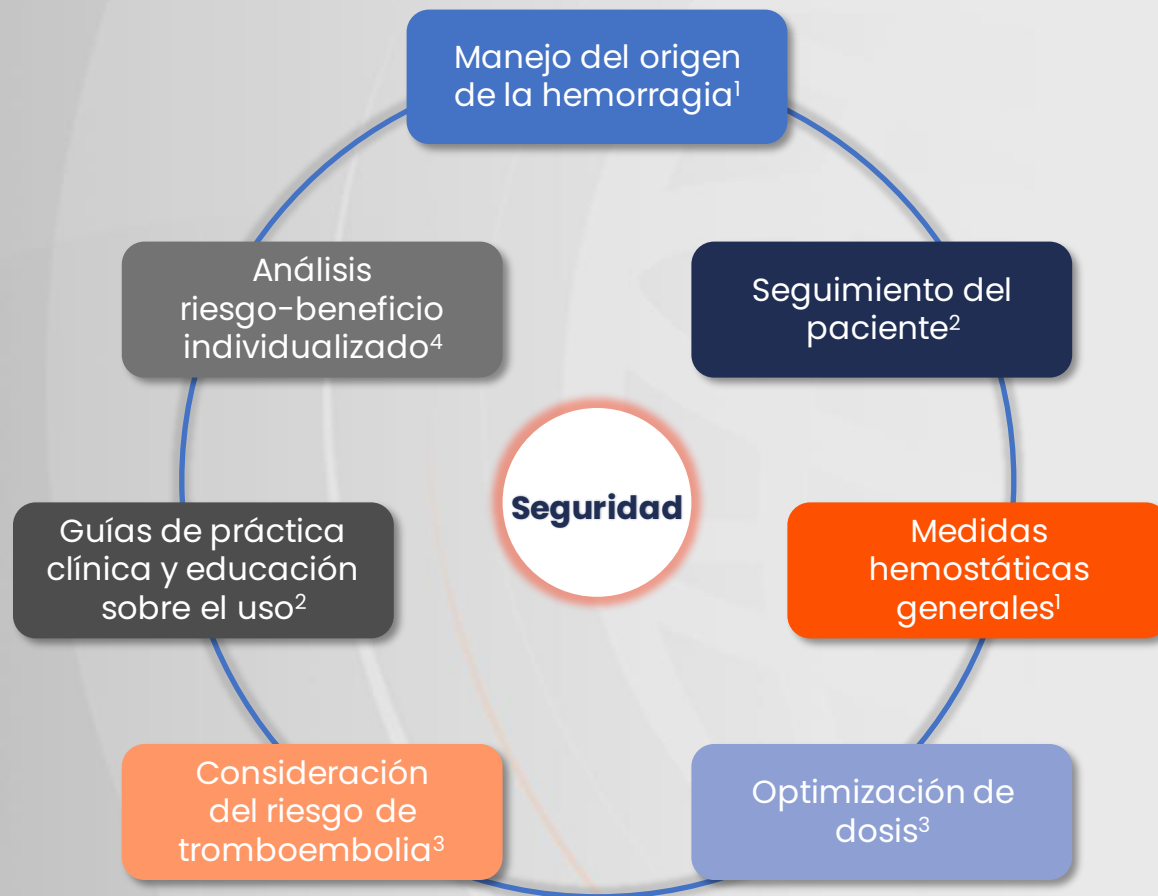 Manejo del origen
de la hemorragia¹
Análisis
riesgo-beneficio
individualizado⁴
Seguimiento del
paciente²
Seguridad
Guías de práctica
clínica y educación
sobre el uso²
Medidas
hemostáticas
generales¹
Consideración
del riesgo de
tromboembolia³
Optimización de
dosis³